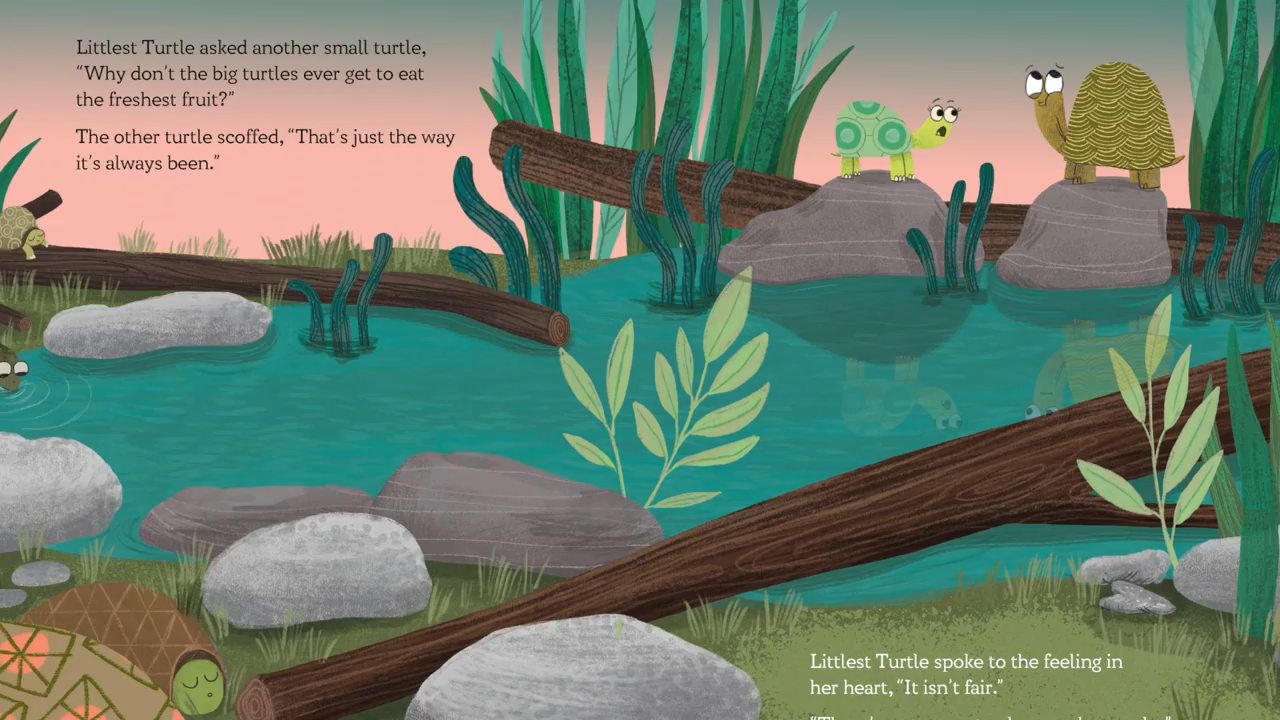 Littlest Turtle asked another small turtle,
“Why don’t the big turtles ever get to eat
the freshest fruit?”
The other turtle scoffed, “That’s just the way
it’s always been.”
Littlest Turtle spoke to the feeling in
her heart, “It isn’t fair.”